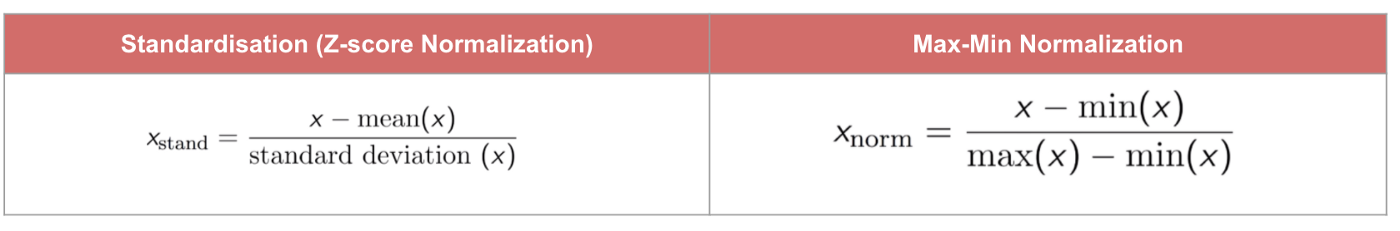 Standardisation (Z-score Normalization)
Max-Min Normalization
x_stand = (x − mean(x)) / (standard deviation (x))
x_norm = (x − min(x)) / (max(x) − min(x))